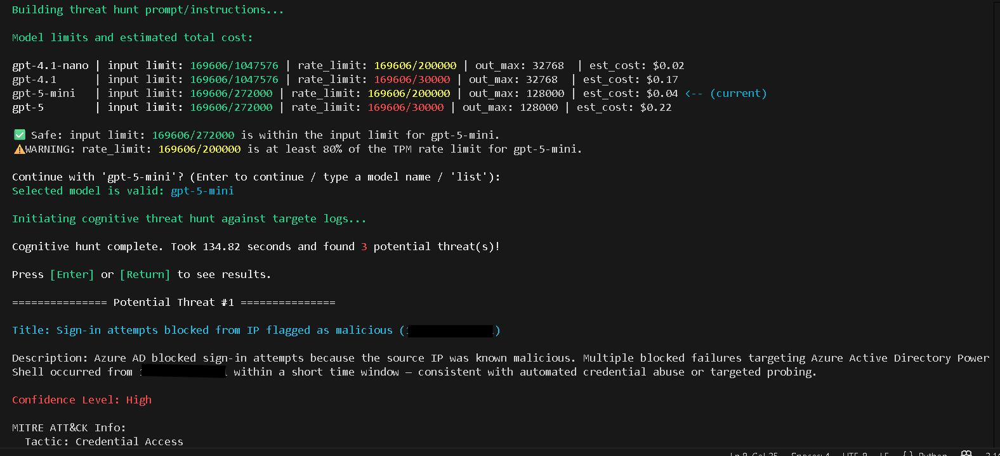 Building threat hunt prompt/instructions...
Model limits and estimated total cost:
gpt-4.1-nano | input limit: 169606/1047576 | rate_limit: 169606/200000 | out_max: 32768  | est_cost: $0.02
gpt-4.1      | input limit: 169606/1047576 | rate_limit: 169606/30000 | out_max: 32768  | est_cost: $0.17
gpt-5-mini   | input limit: 169606/272000 | rate_limit: 169606/200000 | out_max: 128000 | est_cost: $0.04 <-- (current)
gpt-5        | input limit: 169606/272000 | rate_limit: 169606/30000 | out_max: 128000 | est_cost: $0.22
✅ Safe: input limit: 169606/272000 is within the input limit for gpt-5-mini.
⚠️WARNING: rate_limit: 169606/200000 is at least 80% of the TPM rate limit for gpt-5-mini.
Continue with 'gpt-5-mini'? (Enter to continue / type a model name / 'list'):
Selected model is valid: gpt-5-mini
Initiating cognitive threat hunt against targete logs...
Cognitive hunt complete. Took 134.82 seconds and found 3 potential threat(s)!
Press [Enter] or [Return] to see results.
=============== Potential Threat #1 ===============
Title: Sign-in attempts blocked from IP flagged as malicious ( )
Description: Azure AD blocked sign-in attempts because the source IP was known malicious. Multiple blocked failures targeting Azure Active Directory Power
Shell occurred from within a short time window — consistent with automated credential abuse or targeted probing.
Confidence Level: High
MITRE ATT&CK Info:
  Tactic: Credential Access